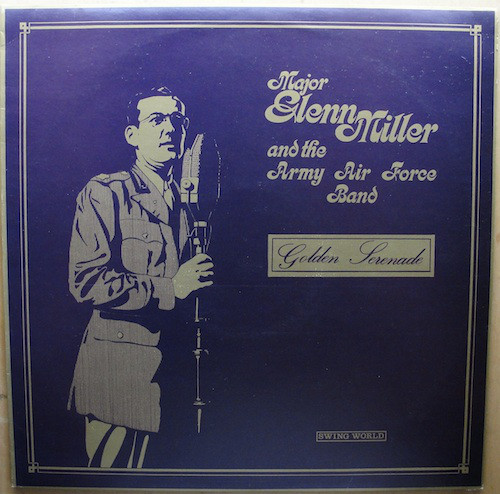 Major
Glenn Miller
and the
Army Air Force
Band
Golden Serenade
SWING WORLD